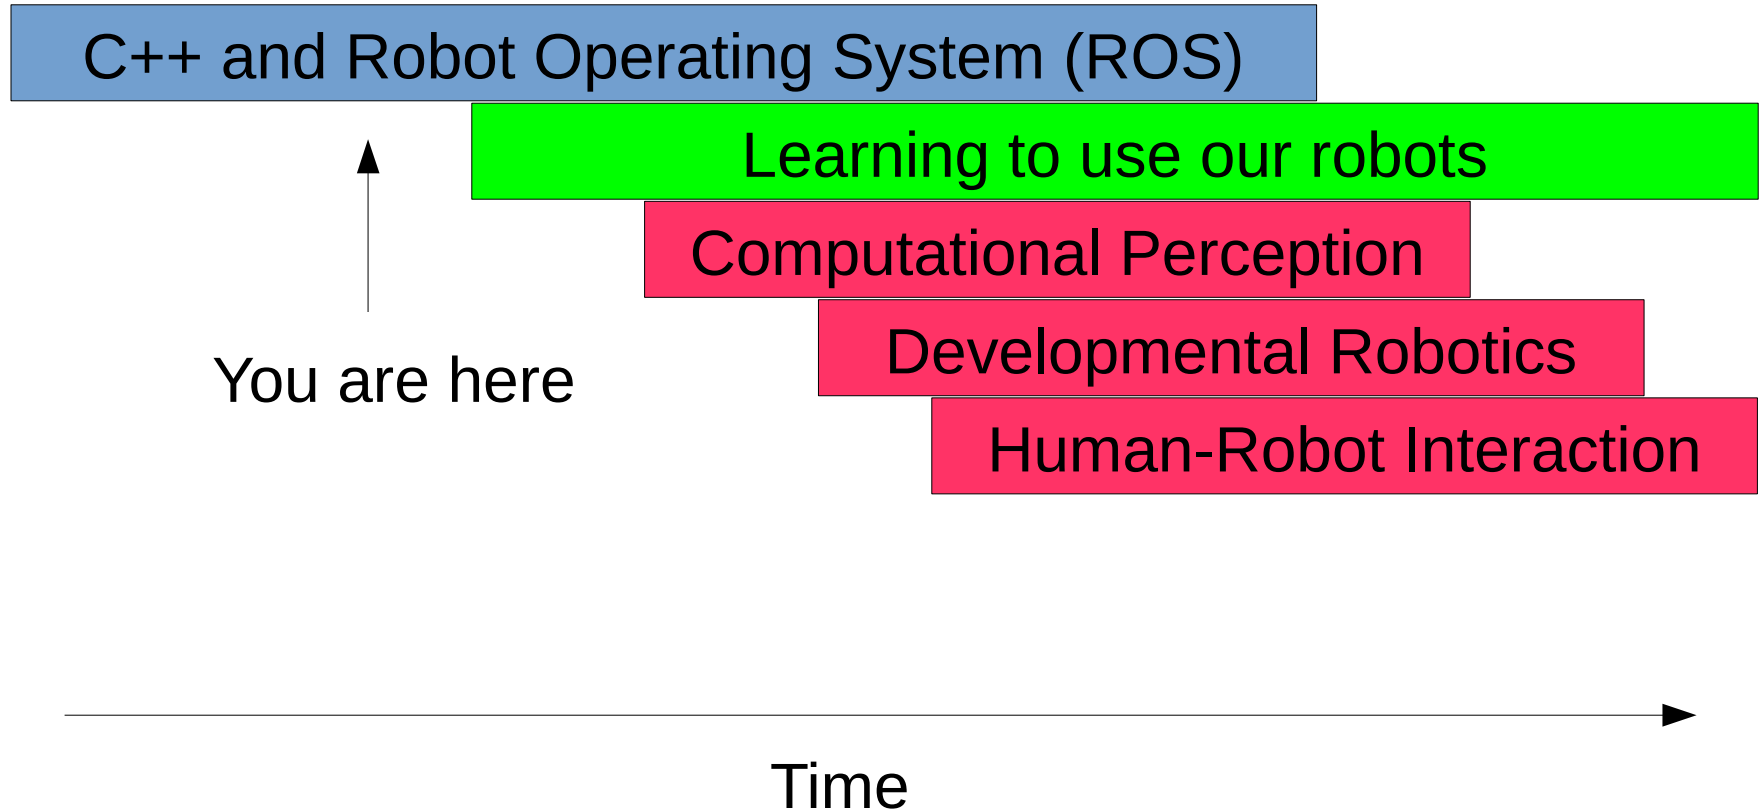 C++ and Robot Operating System (ROS)
Learning to use our robots
Computational Perception
Developmental Robotics
You are here
Human-Robot Interaction
Time